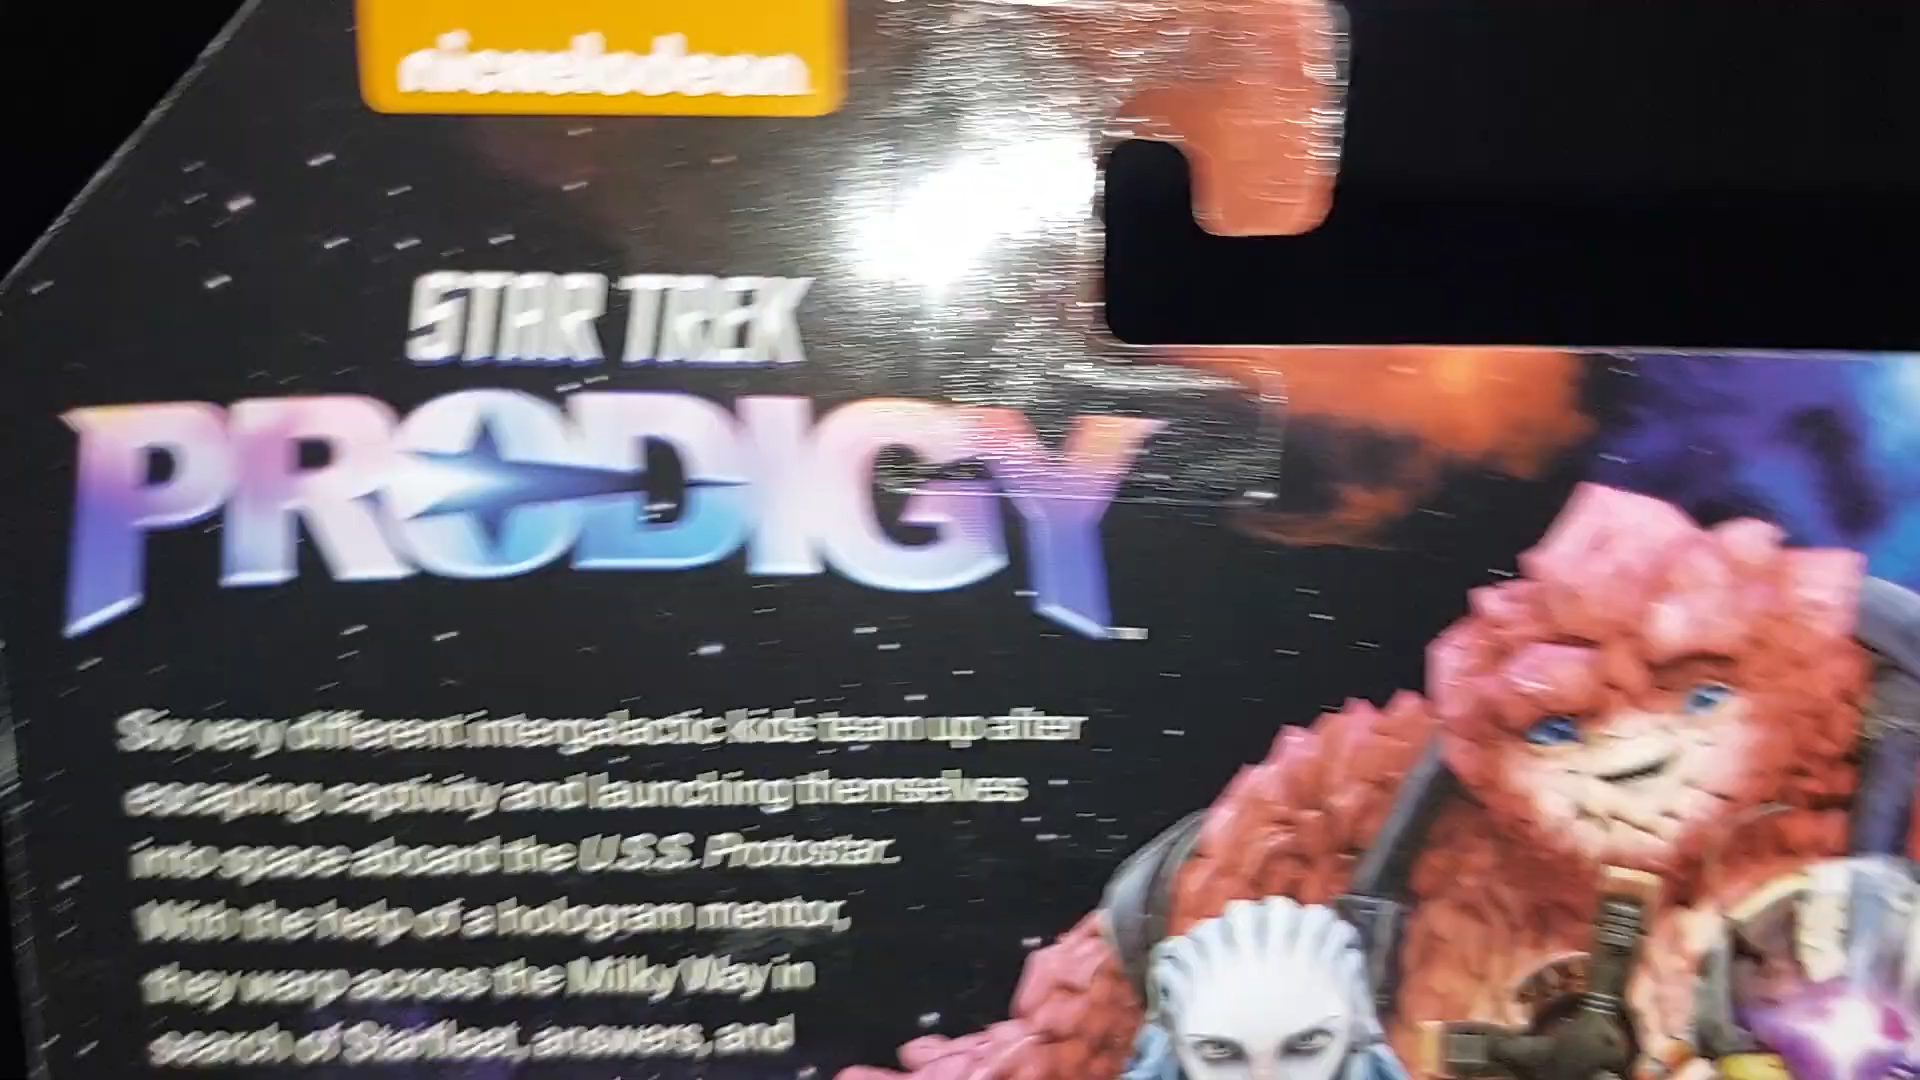 nickelodeon
STAR TREK
PRODIGY
Six very different intergalactic kids team up after
escaping captivity and launching themselves
into space aboard the U.S.S. Protostar.
With the help of a hologram mentor,
they warp across the Milky Way in
search of Starfleet, answers, and